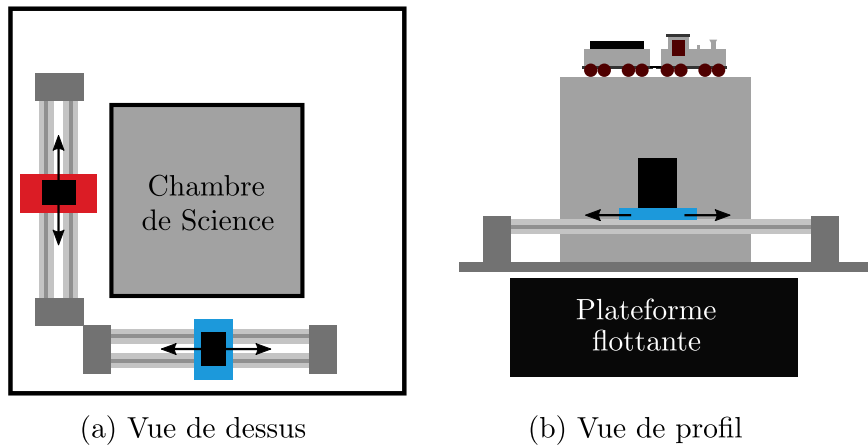 Chambre
de Science
Plateforme
flottante
(a) Vue de dessus
(b) Vue de profil